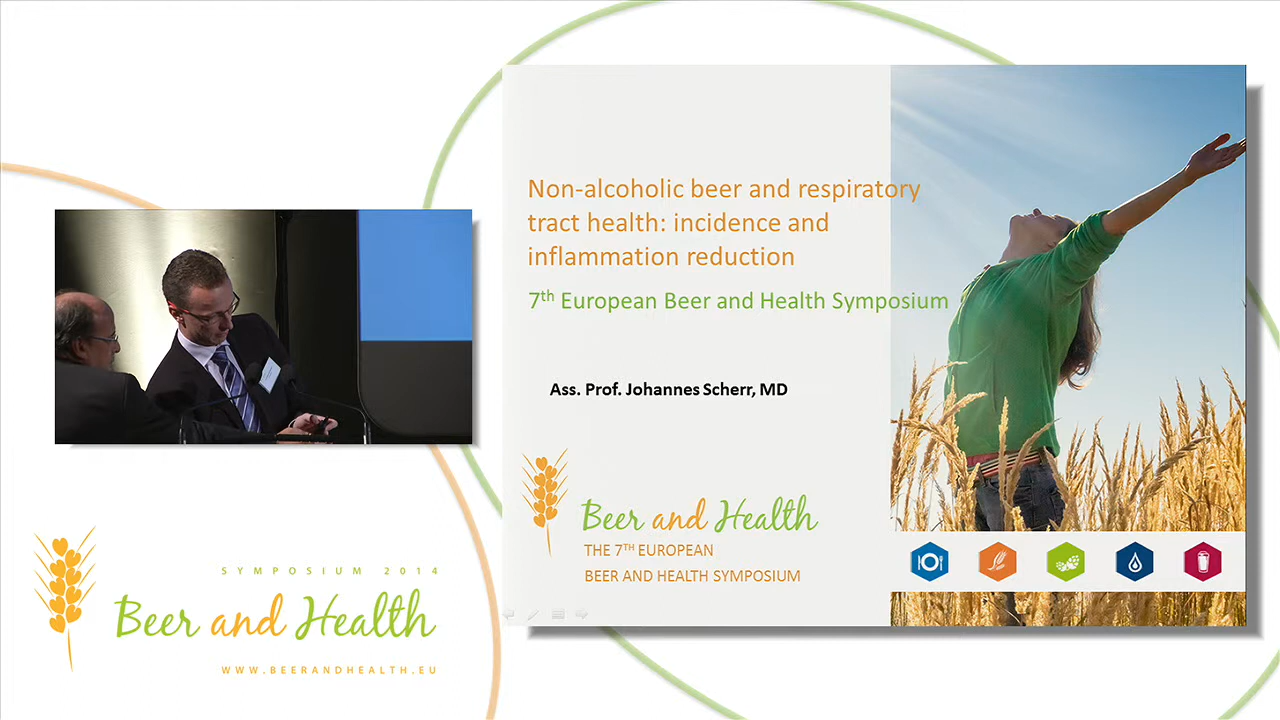 Non-alcoholic beer and respiratory
tract health: incidence and
inflammation reduction
7th European Beer and Health Symposium
Ass. Prof. Johannes Scherr, MD
Beer and Health
THE 7TH EUROPEAN
BEER AND HEALTH SYMPOSIUM
SYMPOSIUM 2014
Beer and Health
WWW.BEERANDHEALTH.EU